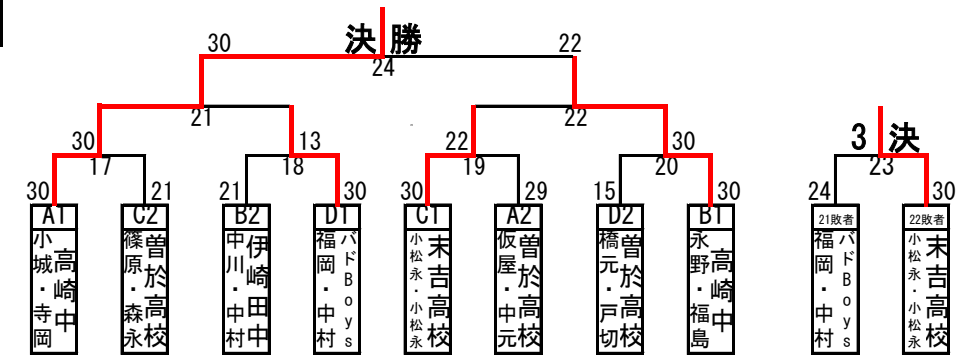 決勝
30
22
24
21
22
30
13
22
30
3決
17
18
19
20
23
30
21
21
30
30
29
15
30
24
30
A1
C2
B2
D1
C1
A2
D2
B1
21敗者
22敗者
高崎中
小城・寺岡
曽於高校
篠原・森永
伊崎田中
中川・中村
バドBoys
福岡・中村
末吉高校
小松永・小松永
曽於高校
仮屋・中元
曽於高校
橋元・戸切
高崎中
永野・福島
バドBoys
福岡・中村
末吉高校
小松永・小松永